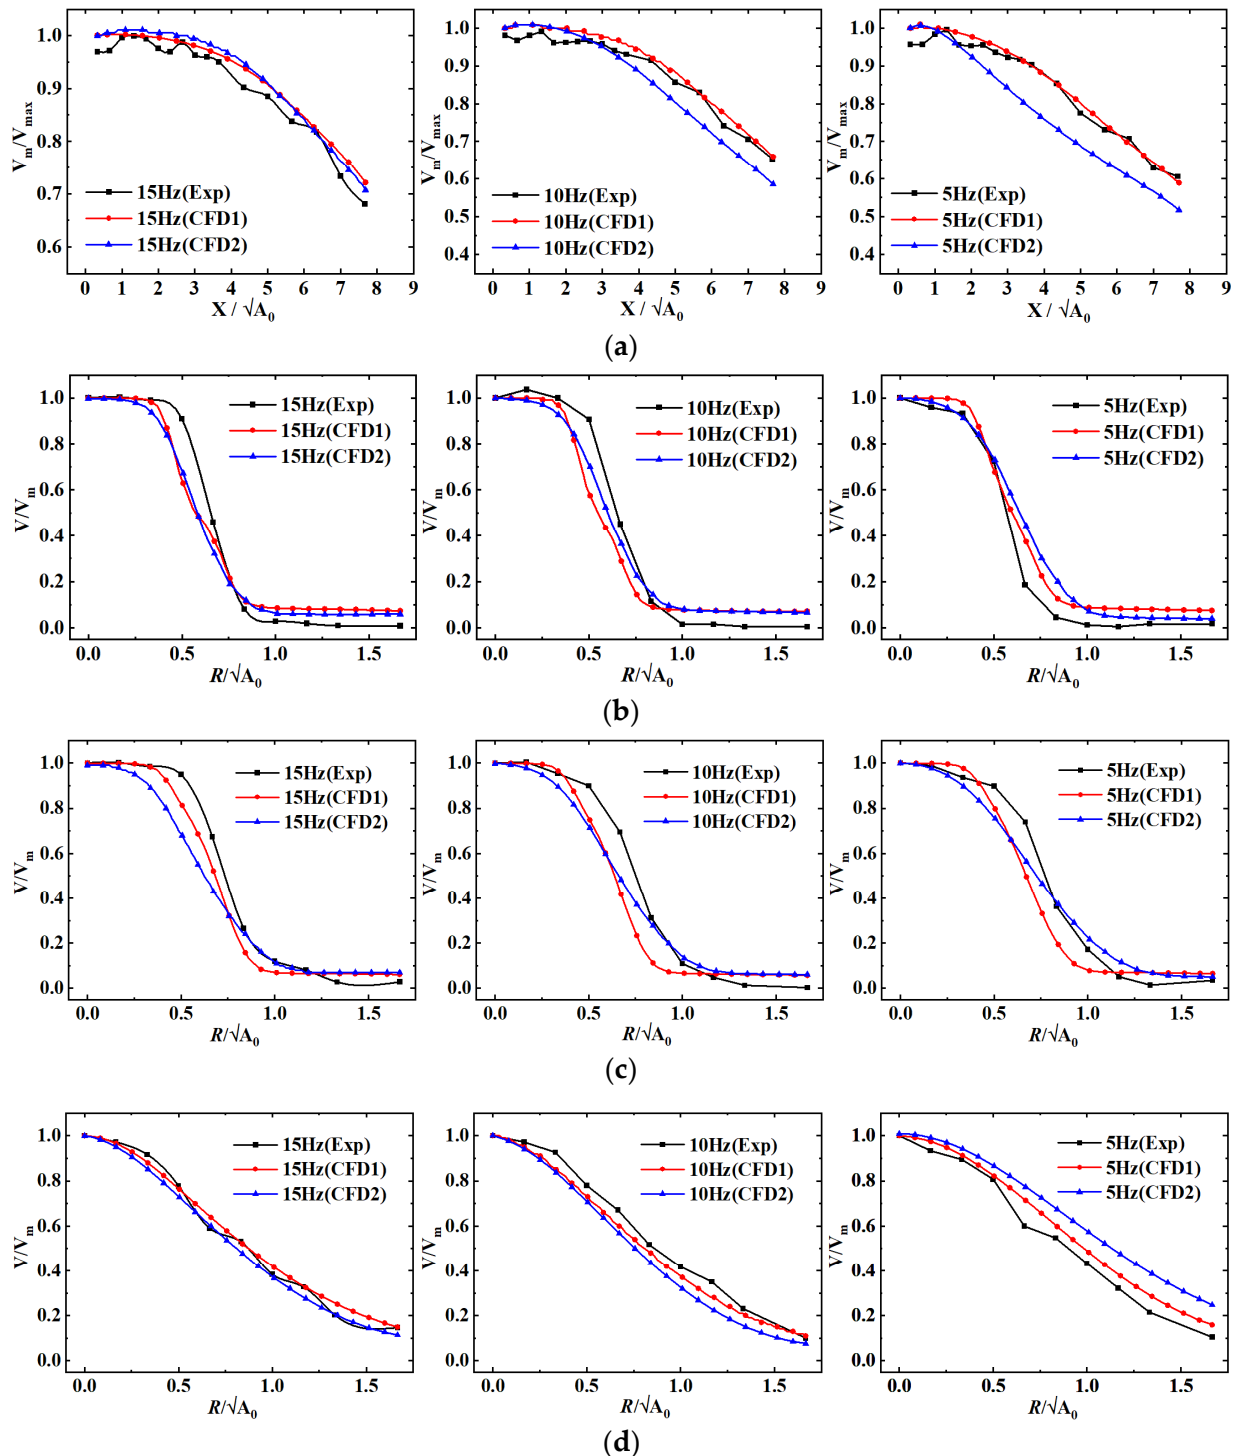 1.0
0.9
0.8
0.7
0.6
Vm/Vmax
15Hz(Exp)
15Hz(CFD1)
15Hz(CFD2)
0 1 2 3 4 5 6 7 8 9
X / √A0
1.0
0.9
0.8
0.7
0.6
0.5
0.4
Vm/Vmax
10Hz(Exp)
10Hz(CFD1)
10Hz(CFD2)
0 1 2 3 4 5 6 7 8 9
X / √A0
1.0
0.9
0.8
0.7
0.6
0.5
0.4
Vm/Vmax
5Hz(Exp)
5Hz(CFD1)
5Hz(CFD2)
0 1 2 3 4 5 6 7 8 9
X / √A0
(a)
1.0
0.8
0.6
0.4
0.2
0.0
V/Vm
15Hz(Exp)
15Hz(CFD1)
15Hz(CFD2)
0.0 0.5 1.0 1.5
R/√A0
1.0
0.8
0.6
0.4
0.2
0.0
V/Vm
10Hz(Exp)
10Hz(CFD1)
10Hz(CFD2)
0.0 0.5 1.0 1.5
R/√A0
1.0
0.8
0.6
0.4
0.2
0.0
V/Vm
5Hz(Exp)
5Hz(CFD1)
5Hz(CFD2)
0.0 0.5 1.0 1.5
R/√A0
(b)
1.0
0.8
0.6
0.4
0.2
0.0
V/Vm
15Hz(Exp)
15Hz(CFD1)
15Hz(CFD2)
0.0 0.5 1.0 1.5
R/√A0
1.0
0.8
0.6
0.4
0.2
0.0
V/Vm
10Hz(Exp)
10Hz(CFD1)
10Hz(CFD2)
0.0 0.5 1.0 1.5
R/√A0
1.0
0.8
0.6
0.4
0.2
0.0
V/Vm
5Hz(Exp)
5Hz(CFD1)
5Hz(CFD2)
0.0 0.5 1.0 1.5
R/√A0
(c)
1.0
0.8
0.6
0.4
0.2
0.0
V/Vm
15Hz(Exp)
15Hz(CFD1)
15Hz(CFD2)
0.0 0.5 1.0 1.5
R/√A0
1.0
0.8
0.6
0.4
0.2
0.0
V/Vm
10Hz(Exp)
10Hz(CFD1)
10Hz(CFD2)
0.0 0.5 1.0 1.5
R/√A0
1.0
0.8
0.6
0.4
0.2
0.0
V/Vm
5Hz(Exp)
5Hz(CFD1)
5Hz(CFD2)
0.0 0.5 1.0 1.5
R/√A0
(d)